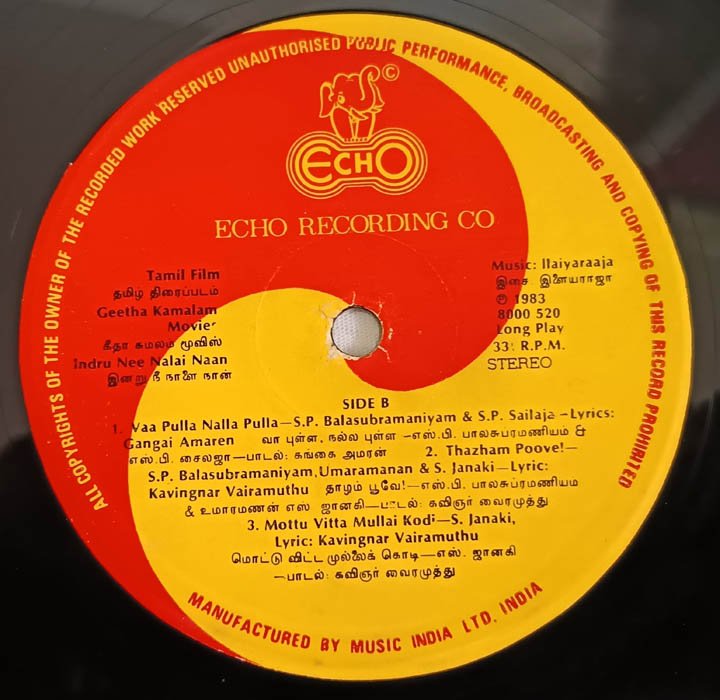 ALL COPYRIGHTS OF THE OWNER OF THE RECORDED WORK RESERVED UNAUTHORISED PUBLIC PERFORMANCE, BROADCASTING AND COPYING OF THIS RECORD PROHIBITED
©
ECHO
ECHO RECORDING CO
Tamil Film
தமிழ் திரைப்படம்
Geetha Kamalam
Movies
கீதா கமலம் மூவிஸ்
Indru Nee Nalai Naan
இன்று நீ நாளை நான்
Music: Ilaiyaraaja
இசை இளையராஜா
℗ 1983
8000 520
Long Play
33⅓ R.P.M.
STEREO
SIDE B
1. Vaa Pulla Nalla Pulla—S.P. Balasubramaniyam & S.P. Sailaja –Lyrics:
Gangai Amaren வா புள்ள, நல்ல புள்ள –எஸ்.பி. பாலசுப்ரமணியம் &
எஸ்.பி. சைலஜா—பாடல்: கங்கை அமரன் 2. Thazham Poove!—
S.P. Balasubramaniyam, Umaramanan & S. Janaki—Lyric:
Kavingnar Vairamuthu தாழம் பூவே!—எஸ்.பி. பாலசுப்ரமணியம்
& உமாரமணன் எஸ் ஜானகி—பாடல்: கவிஞர் வைரமுத்து
3. Mottu Vitta Mullai Kodi—S. Janaki,
Lyric: Kavingnar Vairamuthu
மொட்டு விட்ட முல்லைக் கொடி—எஸ். ஜானகி
—பாடல்: கவிஞர் வைரமுத்து
MANUFACTURED BY MUSIC INDIA LTD. INDIA